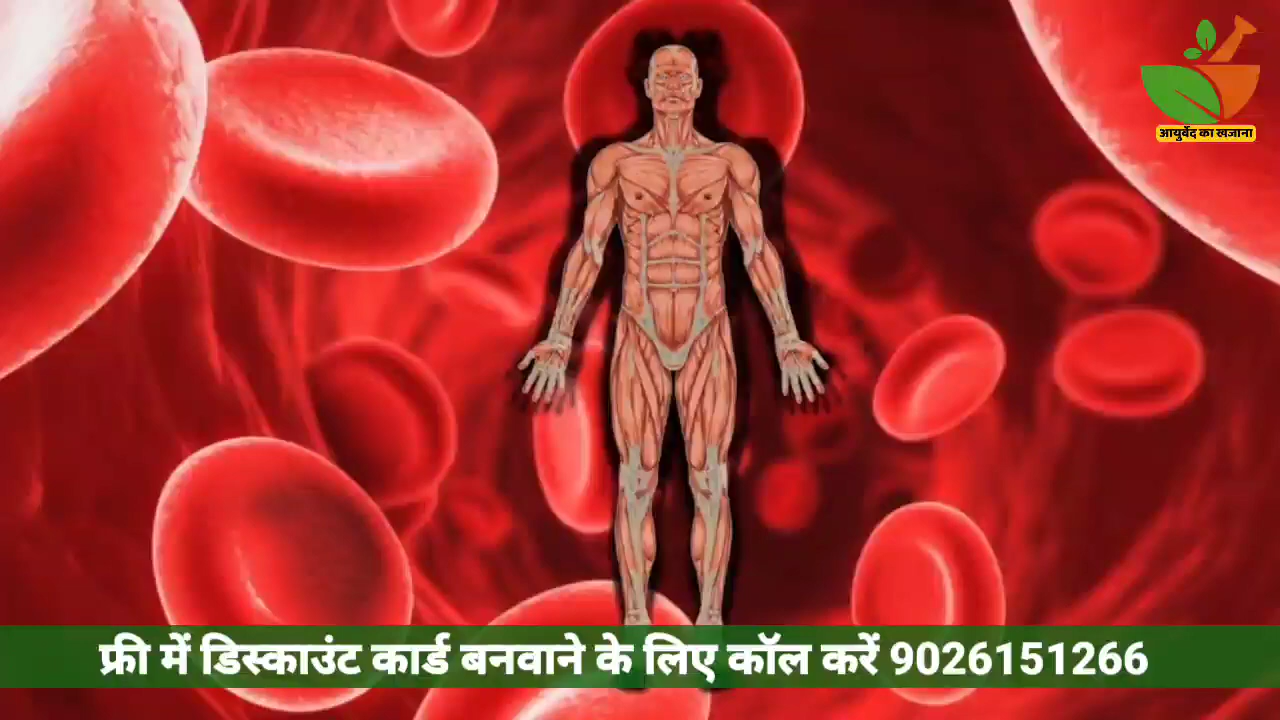 आयुर्वेद का खजाना
फ्री में डिस्काउंट कार्ड बनवाने के लिए कॉल करें 9026151266